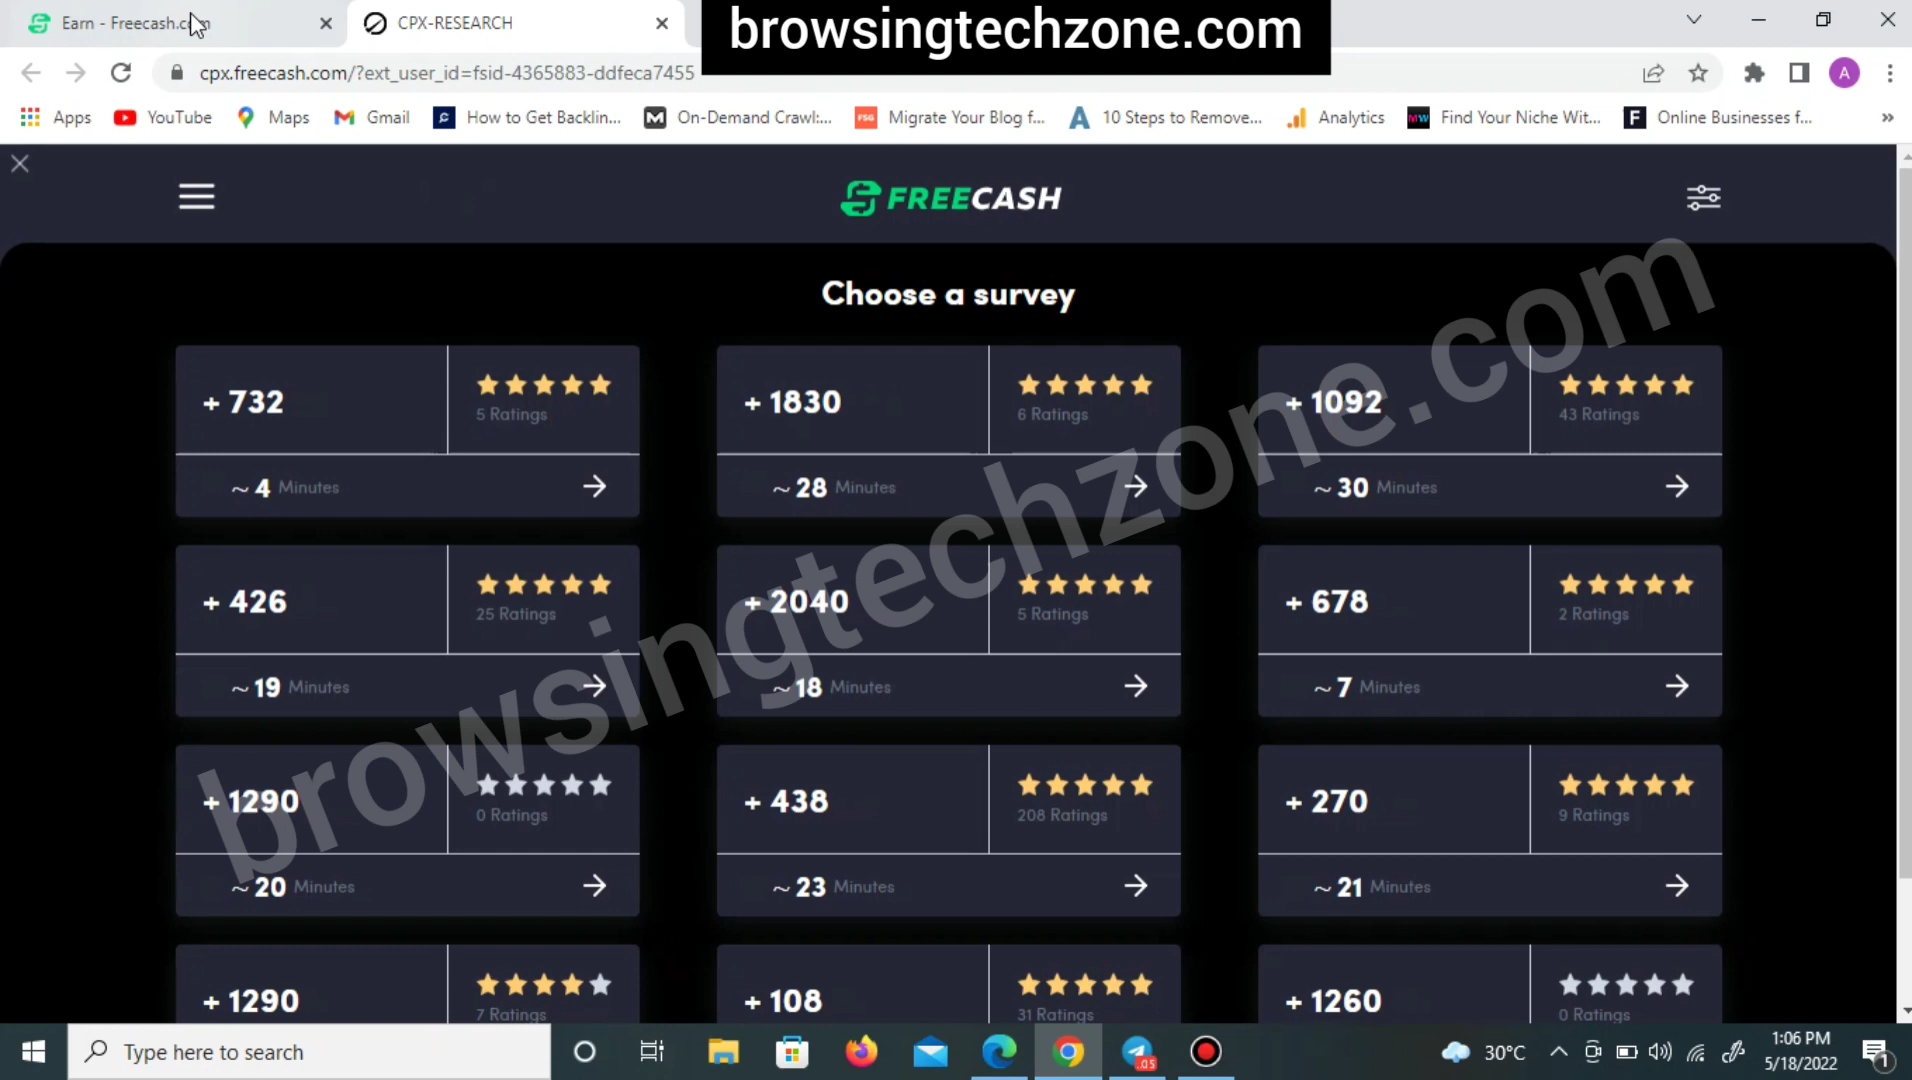 Earn - Freecash.com
CPX-RESEARCH
browsingtechzone.com
cpx.freecash.com/?ext_user_id=fsid-4365883-ddfeca7455
A
Apps
YouTube
Maps
Gmail
How to Get Backlin...
On-Demand Crawl:...
FSG
Migrate Your Blog f...
10 Steps to Remove...
Analytics
MW
Find Your Niche Wit...
Online Businesses f...
FREECASH
Choose a survey
+ 732
5 Ratings
~ 4 Minutes
+ 1830
6 Ratings
~ 28 Minutes
+ 1092
43 Ratings
~ 30 Minutes
+ 426
25 Ratings
~ 19 Minutes
+ 2040
5 Ratings
~ 18 Minutes
+ 678
2 Ratings
~ 7 Minutes
+ 1290
0 Ratings
~ 20 Minutes
+ 438
208 Ratings
~ 23 Minutes
+ 270
9 Ratings
~ 21 Minutes
+ 1290
7 Ratings
+ 108
31 Ratings
+ 1260
0 Ratings
browsingtechzone.com
Type here to search
.05
30°C
1:06 PM
5/18/2022
1